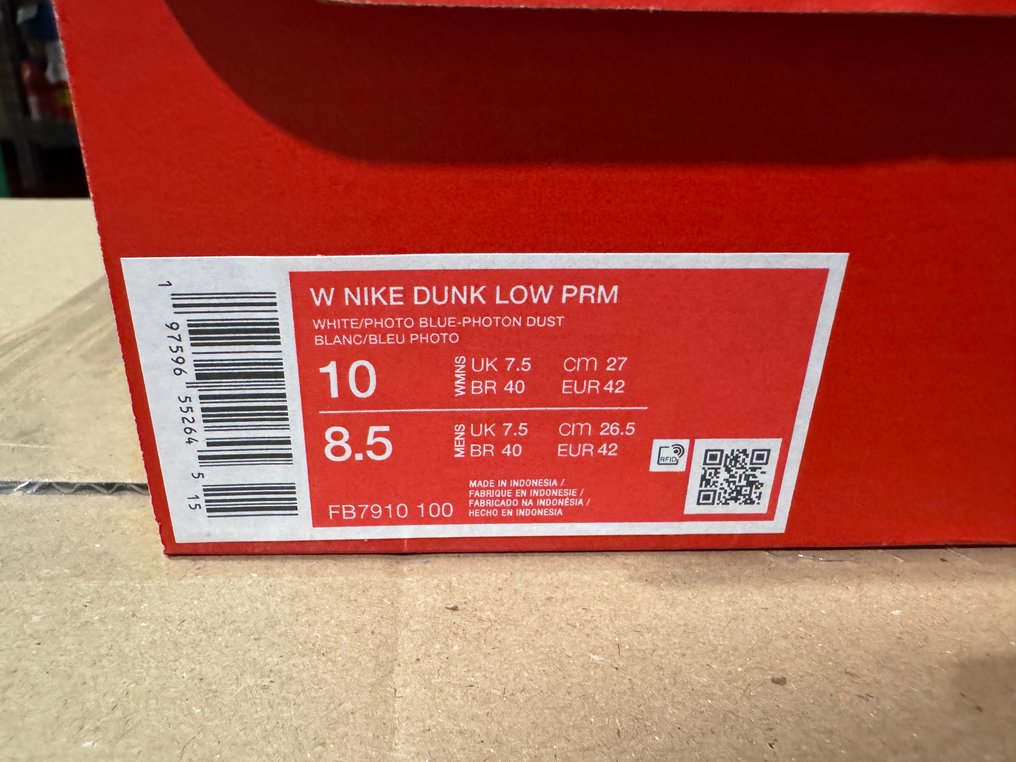 W NIKE DUNK LOW PRM
WHITE/PHOTO BLUE-PHOTON DUST
BLANC/BLEU PHOTO
10 WMNS UK 7.5 CM 27
BR 40 EUR 42
8.5 MENS UK 7.5 CM 26.5
BR 40 EUR 42
RFID
MADE IN INDONESIA /
FABRIQUE EN INDONESIE /
FABRICADO NA INDONÉSIA /
HECHO EN INDONESIA
FB7910 100
1 97596 55264 5 15